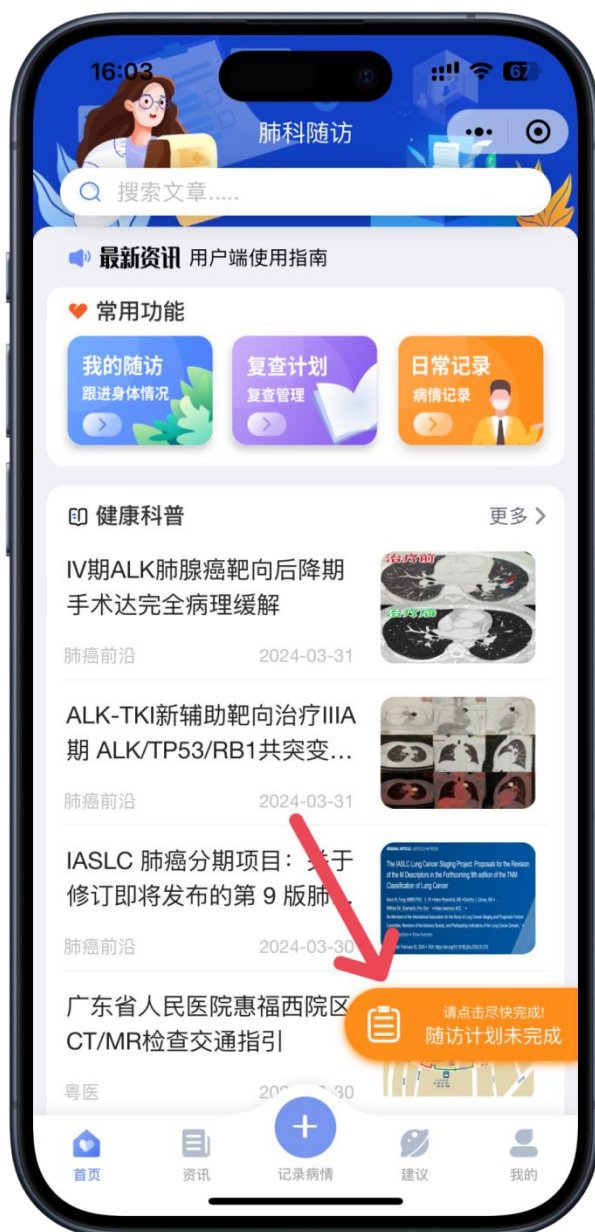 16:03
67
肺科随访
搜索文章.....
最新资讯 用户端使用指南
常用功能
我的随访
跟进身体情况
复查计划
复查管理
日常记录
病情记录
健康科普
更多
IV期ALK肺腺癌靶向后降期
手术达完全病理缓解
肺癌前沿
2024-03-31
治疗前
治疗后
ALK-TKI新辅助靶向治疗IIIA
期 ALK/TP53/RB1共突变...
肺癌前沿
2024-03-31
IASLC 肺癌分期项目：关于
修订即将发布的第 9 版肺...
肺癌前沿
2024-03-30
The IASLC Lung Cancer Staging Project: Proposals for the Revision
of the M Descriptors in the Forthcoming 9th edition of the TNM
Classification of Lung Cancer
广东省人民医院惠福西院区
CT/MR检查交通指引
粤医
30
请点击尽快完成!
随访计划未完成
首页
资讯
记录病情
建议
我的